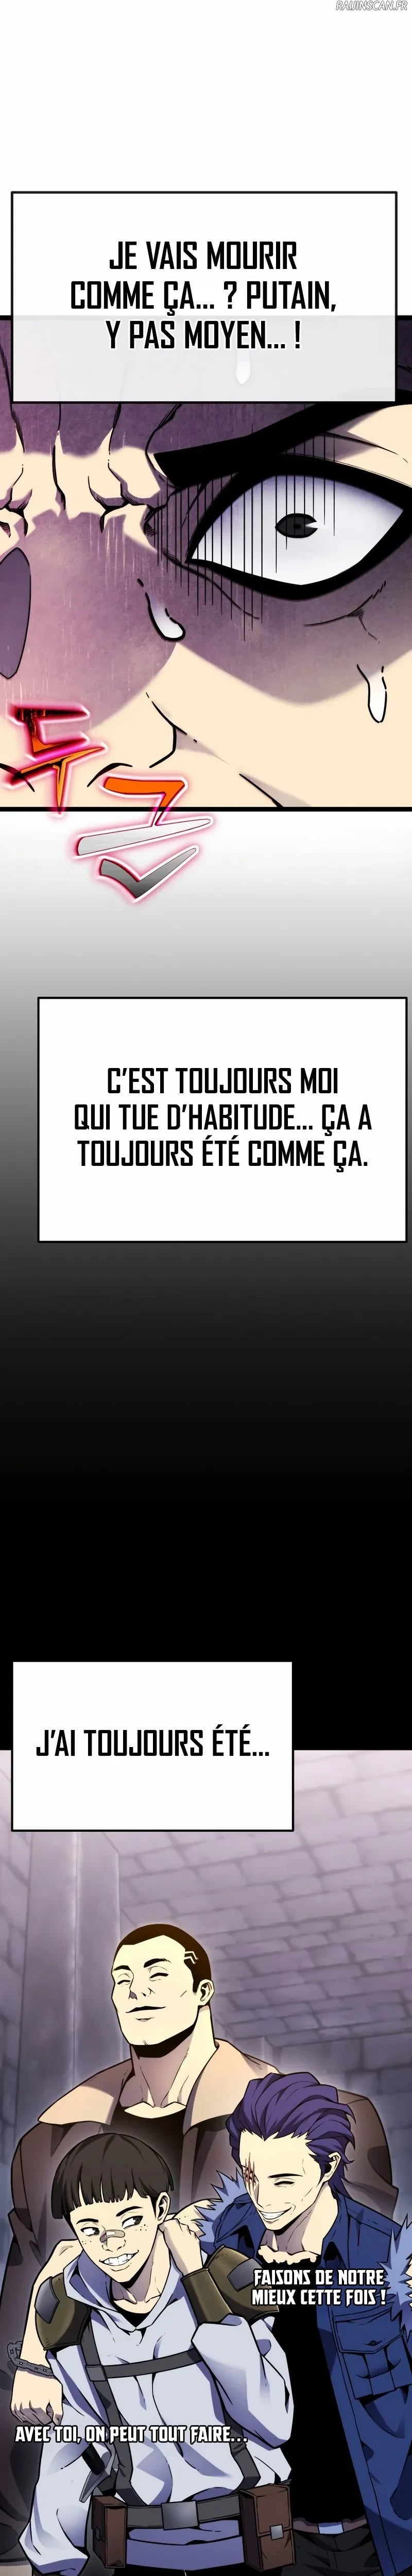 RAIJINSCAN.FR
JE VAIS MOURIR
COMME ÇA... ? PUTAIN,
Y PAS MOYEN... !
C'EST TOUJOURS MOI
QUI TUE D'HABITUDE... ÇA A
TOUJOURS ÉTÉ COMME ÇA.
J'AI TOUJOURS ÉTÉ...
FAISONS DE NOTRE
MIEUX CETTE FOIS !
AVEC TOI, ON PEUT TOUT FAIRE...